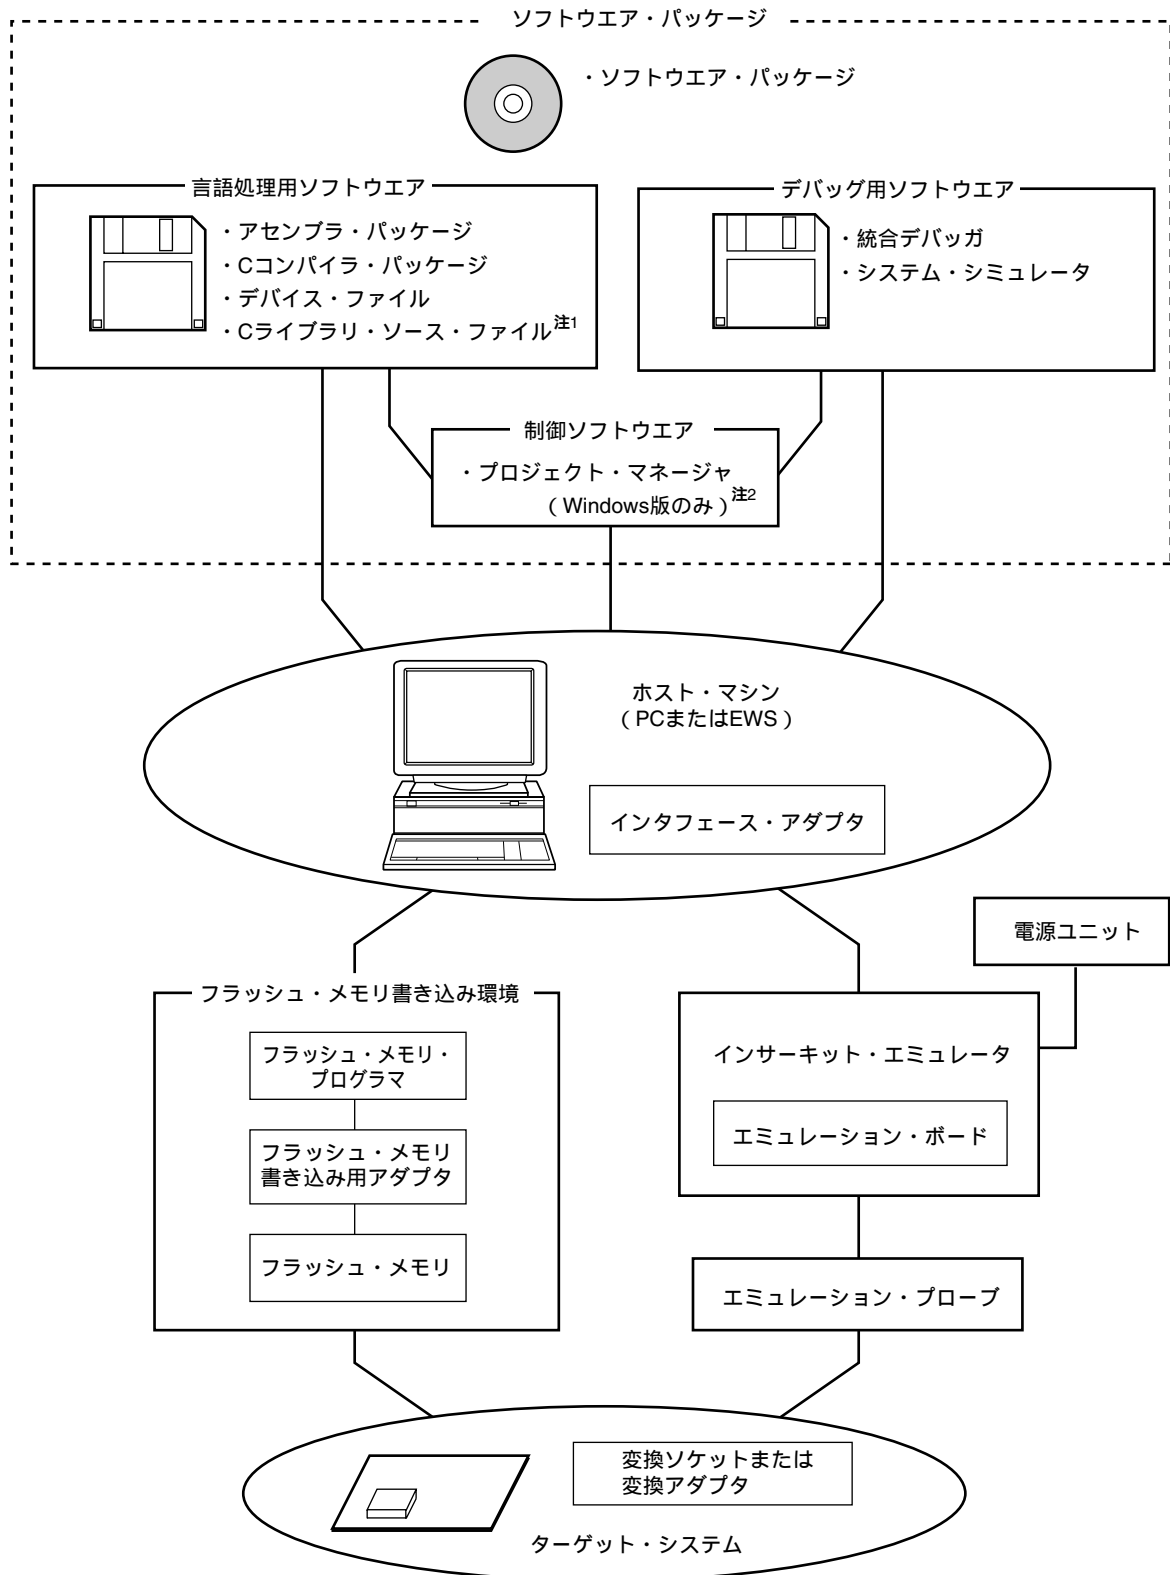 ソフトウエア・パッケージ
・ソフトウエア・パッケージ
言語処理用ソフトウエア
・アセンブラ・パッケージ
・Cコンパイラ・パッケージ
・デバイス・ファイル
・Cライブラリ・ソース・ファイル注1
デバッグ用ソフトウエア
・統合デバッガ
・システム・シミュレータ
制御ソフトウエア
・プロジェクト・マネージャ
（Windows版のみ）注2
ホスト・マシン
（PCまたはEWS）
インタフェース・アダプタ
電源ユニット
フラッシュ・メモリ書き込み環境
フラッシュ・メモリ・
プログラマ
フラッシュ・メモリ
書き込み用アダプタ
フラッシュ・メモリ
インサーキット・エミュレータ
エミュレーション・ボード
エミュレーション・プローブ
変換ソケットまたは
変換アダプタ
ターゲット・システム